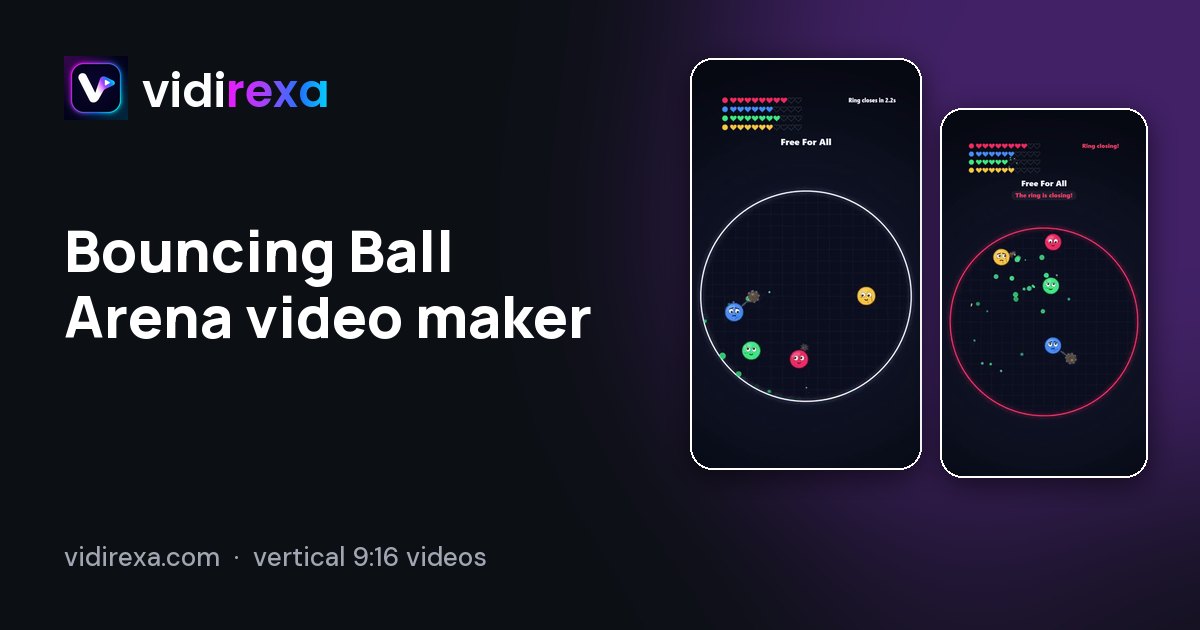 vidirexa
Bouncing Ball
Arena video maker
vidirexa.com · vertical 9:16 videos
Ring closes in 2.2s
Free For All
Ring closing!
Free For All
The ring is closing!